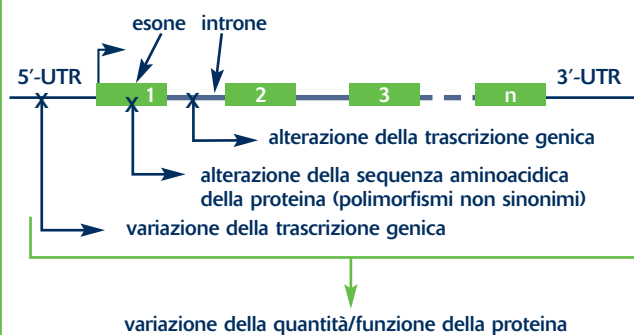 esone introne
5′-UTR 3′-UTR
1 2 3 n
alterazione della trascrizione genica
alterazione della sequenza aminoacidica
della proteina (polimorfismi non sinonimi)
variazione della trascrizione genica
variazione della quantità/funzione della proteina